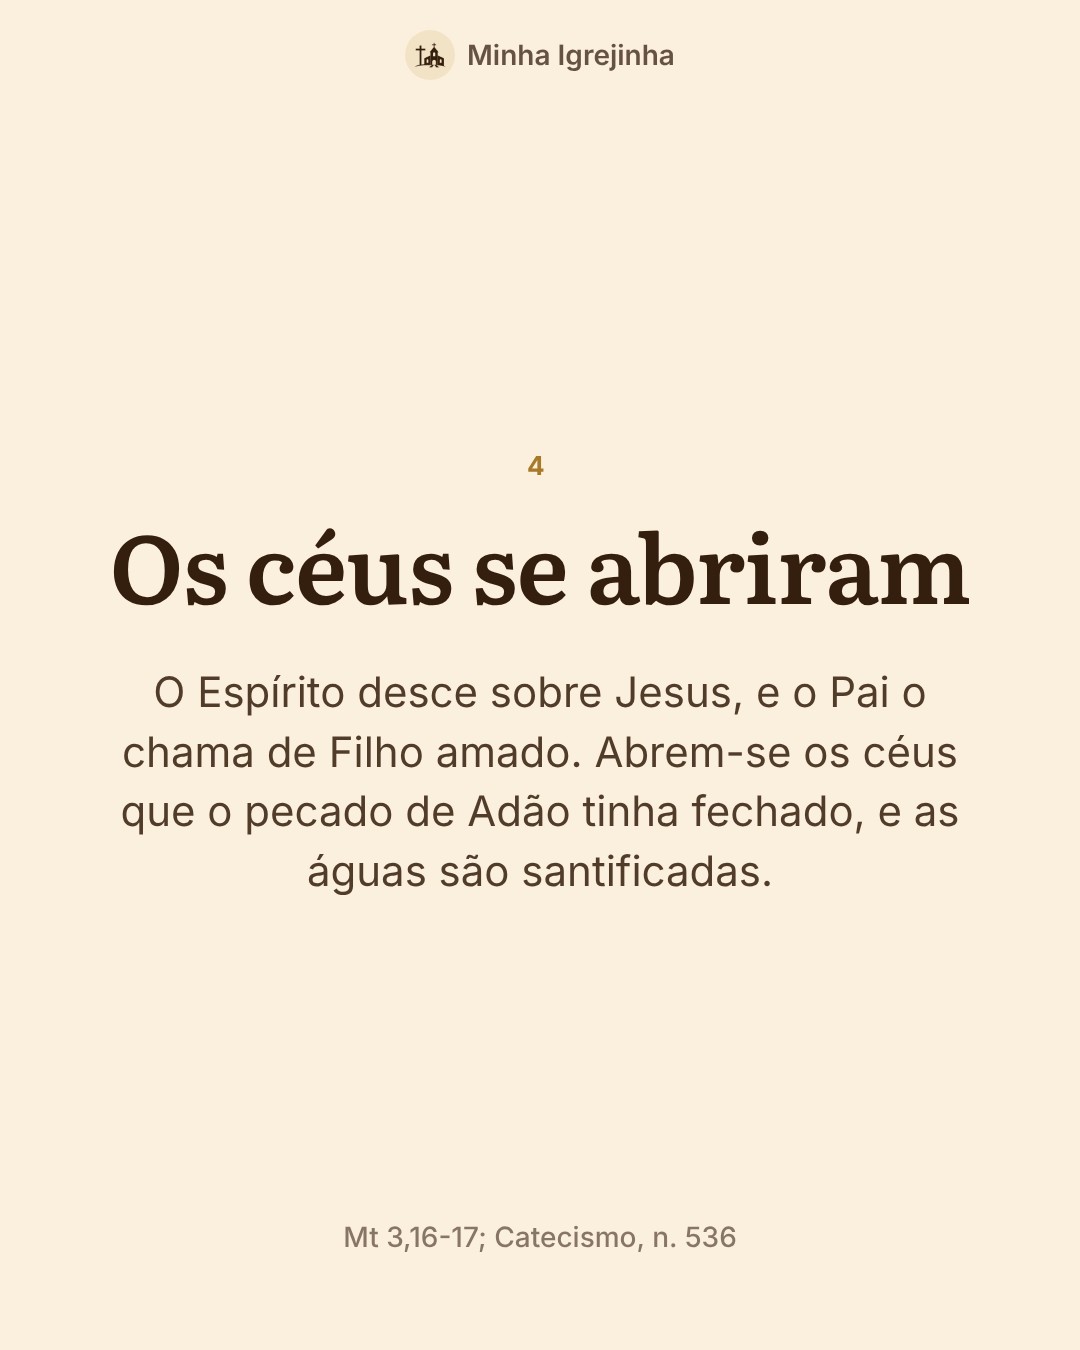 Minha Igrejinha
4
Os céus se abriram
O Espírito desce sobre Jesus, e o Pai o
chama de Filho amado. Abrem-se os céus
que o pecado de Adão tinha fechado, e as
águas são santificadas.
Mt 3,16-17; Catecismo, n. 536